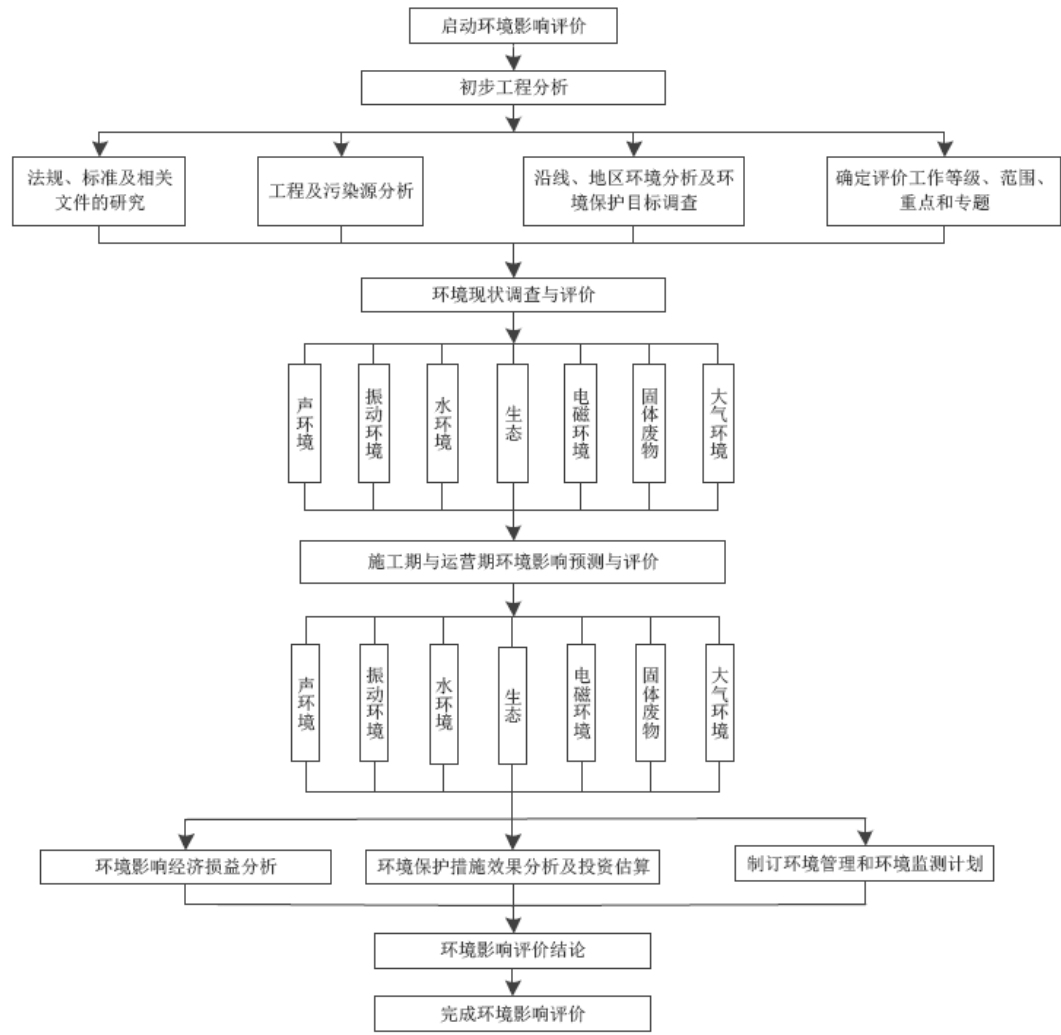 启动环境影响评价
初步工程分析
法规、标准及相关
文件的研究
工程及污染源分析
沿线、地区环境分析及环
境保护目标调查
确定评价工作等级、范围、
重点和专题
环境现状调查与评价
声环境
振动环境
水环境
生态
电磁环境
固体废物
大气环境
施工期与运营期环境影响预测与评价
声环境
振动环境
水环境
生态
电磁环境
固体废物
大气环境
环境影响经济损益分析
环境保护措施效果分析及投资估算
制订环境管理和环境监测计划
环境影响评价结论
完成环境影响评价